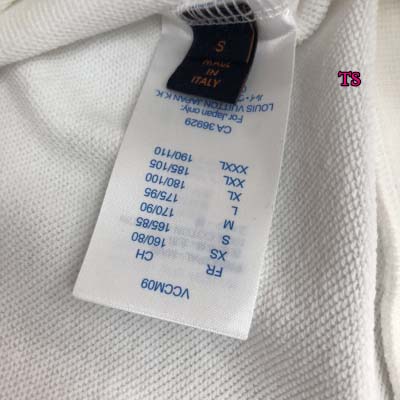 S
MADE
IN
ITALY
TS
VCCM09
FR CH
XS 160/80
S 165/85
M 170/90
L 175/95
XL 180/100
XXL 185/105
XXXL 190/110
CA 36929
For Japan only:
LOUIS VUITTON JAPAN K.K.